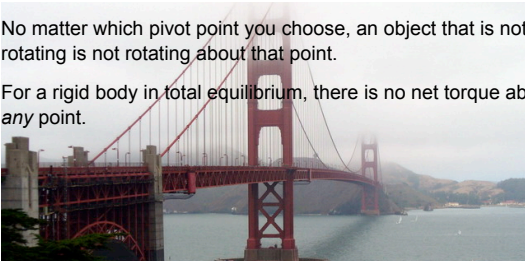 No matter which pivot point you choose, an object that is not
rotating is not rotating about that point.
For a rigid body in total equilibrium, there is no net torque ab
any point.